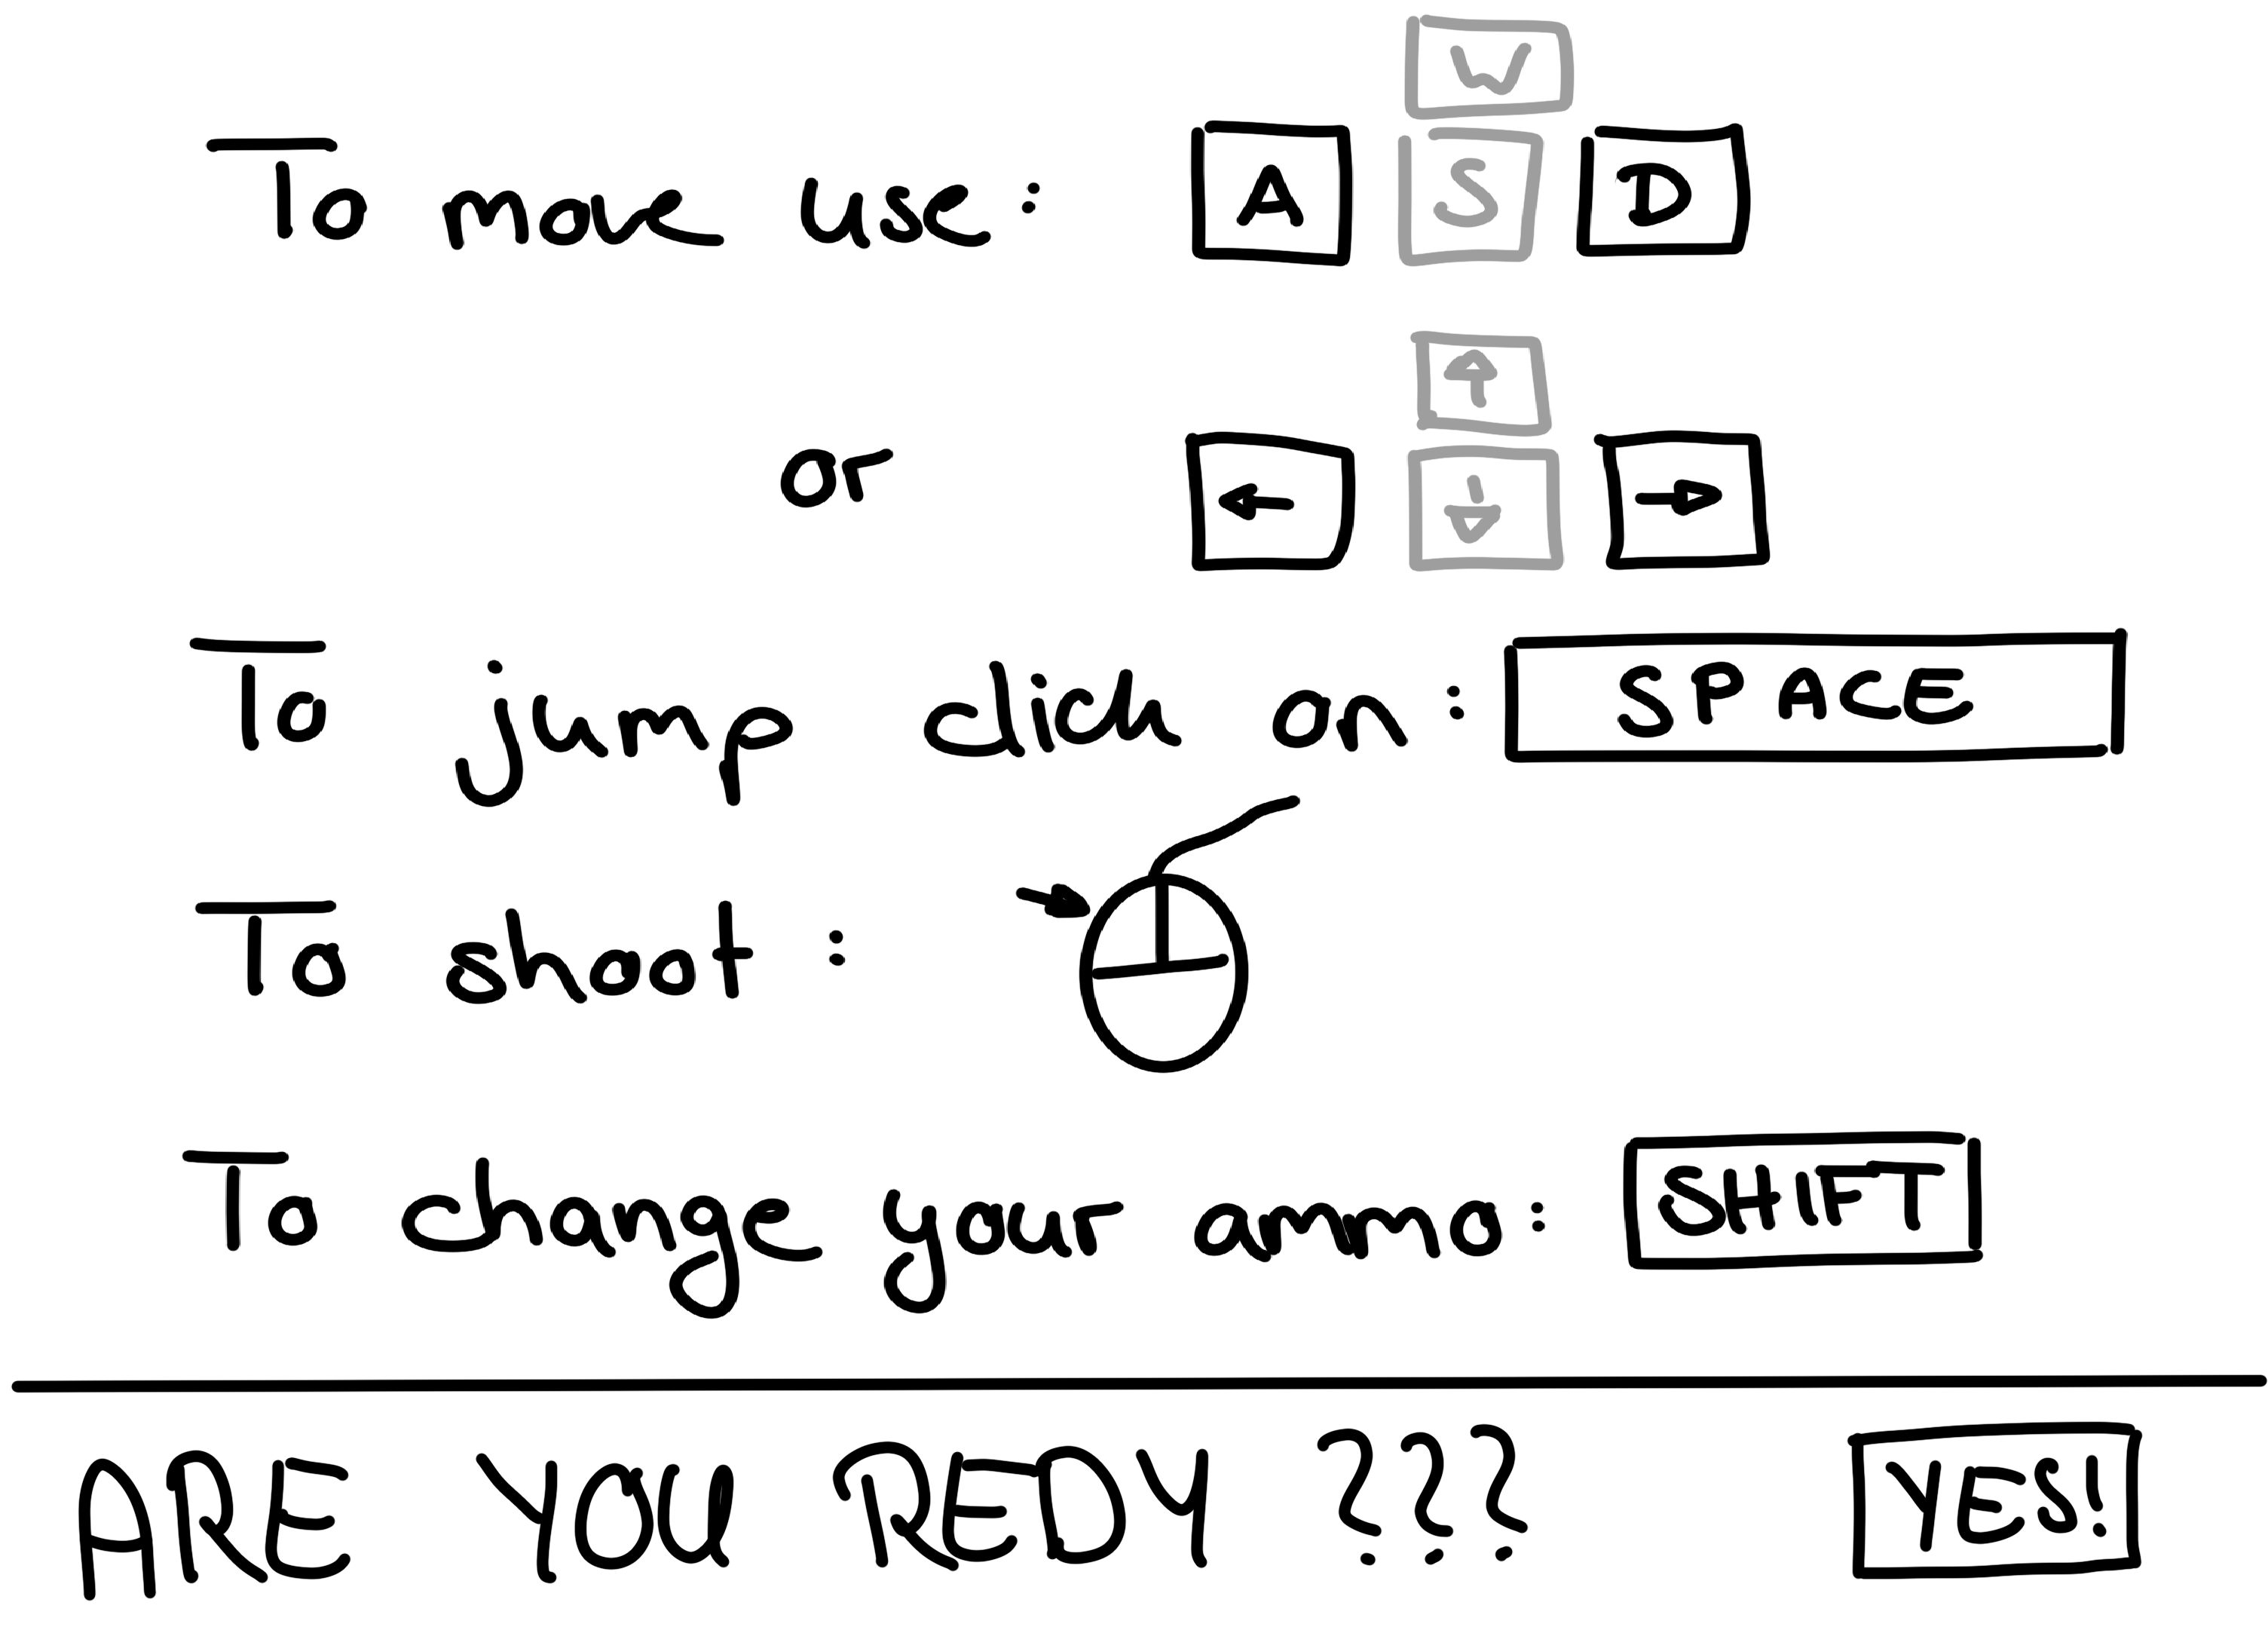 W
To move use: A S D
or
To jump click on: SPACE
To shoot:
To change your ammo: SHIFT
ARE YOU REDY ??? YES!